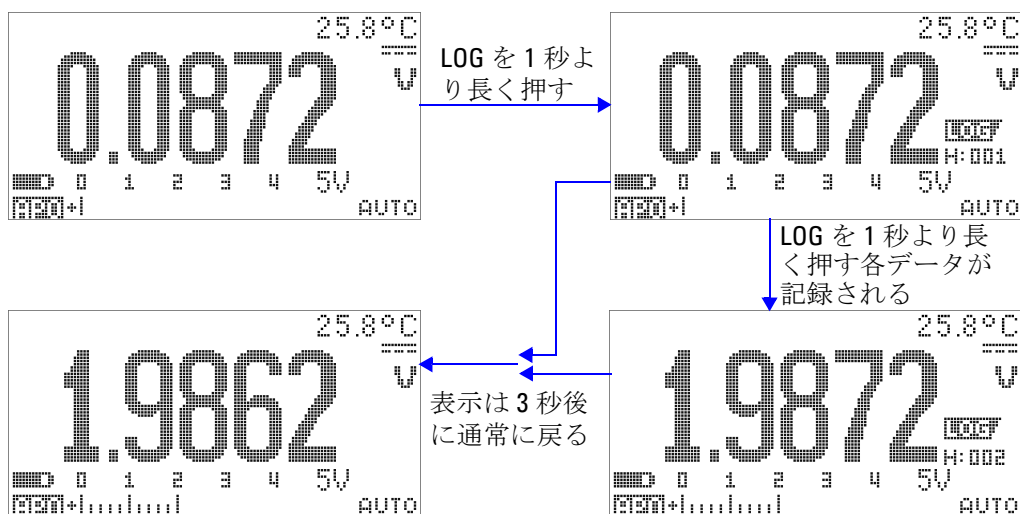 25.8°C
0.0872 V
0 1 2 3 4 5V
APO+ AUTO
LOG を 1 秒よ
り長く押す
25.8°C
0.0872 V
LOG
H:001
0 1 2 3 4 5V
APO+ AUTO
LOG を 1 秒より長
く押す各データが
記録される
25.8°C
1.9862 V
0 1 2 3 4 5V
APO+ AUTO
表示は 3 秒後
に通常に戻る
25.8°C
1.9872 V
LOG
H:002
0 1 2 3 4 5V
APO+ AUTO